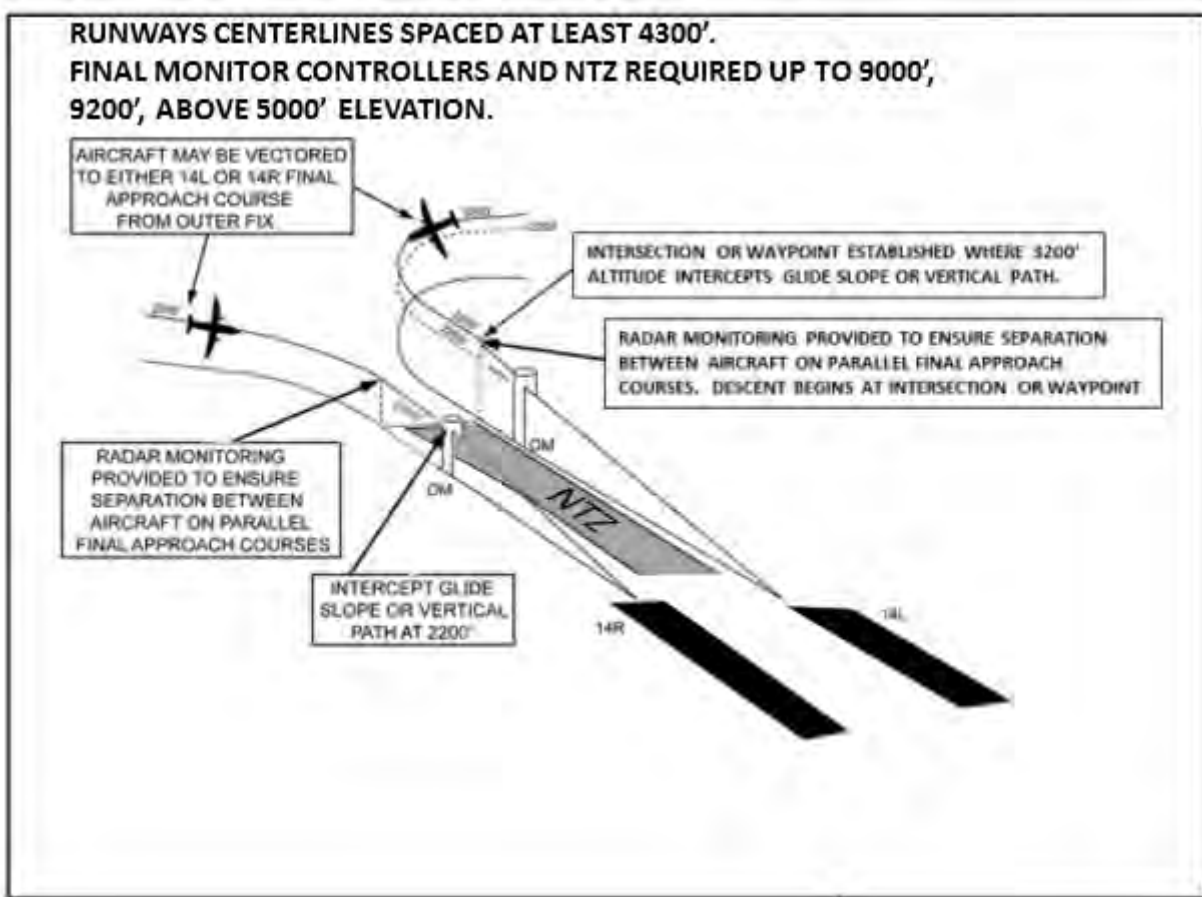 RUNWAYS CENTERLINES SPACED AT LEAST 4300'.
FINAL MONITOR CONTROLLERS AND NTZ REQUIRED UP TO 9000',
9200', ABOVE 5000' ELEVATION.
AIRCRAFT MAY BE VECTORED
TO EITHER 14L OR 14R FINAL
APPROACH COURSE
FROM OUTER FIX
INTERSECTION OR WAYPOINT ESTABLISHED WHERE 3200'
ALTITUDE INTERCEPTS GLIDE SLOPE OR VERTICAL PATH.
RADAR MONITORING PROVIDED TO ENSURE SEPARATION
BETWEEN AIRCRAFT ON PARALLEL FINAL APPROACH
COURSES. DESCENT BEGINS AT INTERSECTION OR WAYPOINT
RADAR MONITORING
PROVIDED TO ENSURE
SEPARATION BETWEEN
AIRCRAFT ON PARALLEL
FINAL APPROACH COURSES
OM
OM
NTZ
INTERCEPT GLIDE
SLOPE OR VERTICAL
PATH AT 2200'
14R
14L